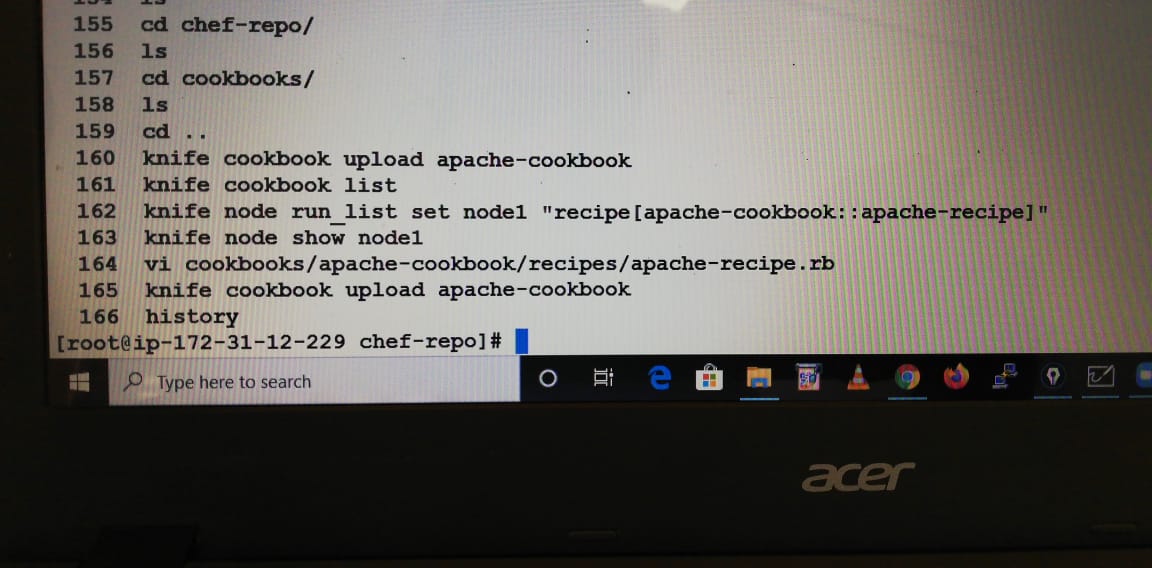 155 cd chef-repo/
156 ls
157 cd cookbooks/
158 ls
159 cd ..
160 knife cookbook upload apache-cookbook
161 knife cookbook list
162 knife node run_list set node1 "recipe[apache-cookbook::apache-recipe]"
163 knife node show node1
164 vi cookbooks/apache-cookbook/recipes/apache-recipe.rb
165 knife cookbook upload apache-cookbook
166 history
[root@ip-172-31-12-229 chef-repo]#
Type here to search
acer